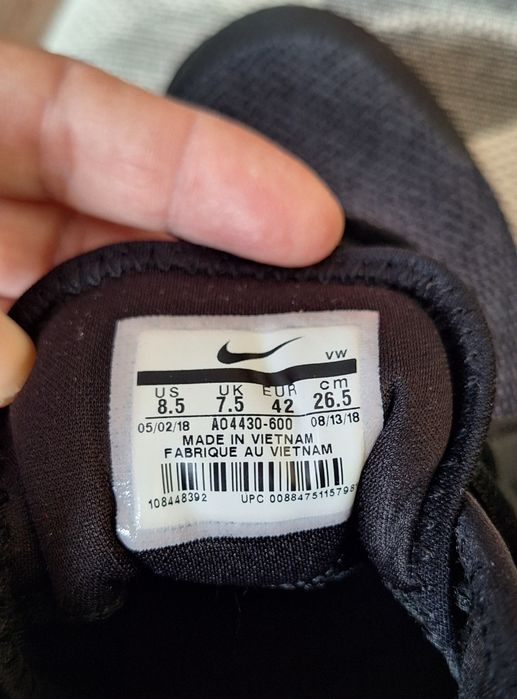 VW
US UK EUR cm
8.5 7.5 42 26.5
05/02/18 AO4430-600 08/13/18
MADE IN VIETNAM
FABRIQUE AU VIETNAM
108448392 UPC 0088475115798